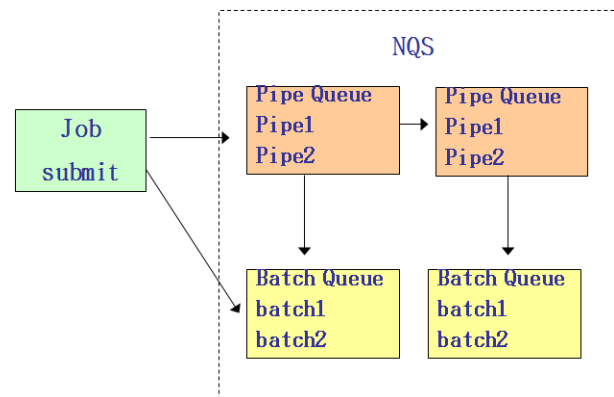 NQS
Job
submit
Pipe Queue
Pipe1
Pipe2
Pipe Queue
Pipe1
Pipe2
Batch Queue
batch1
batch2
Batch Queue
batch1
batch2